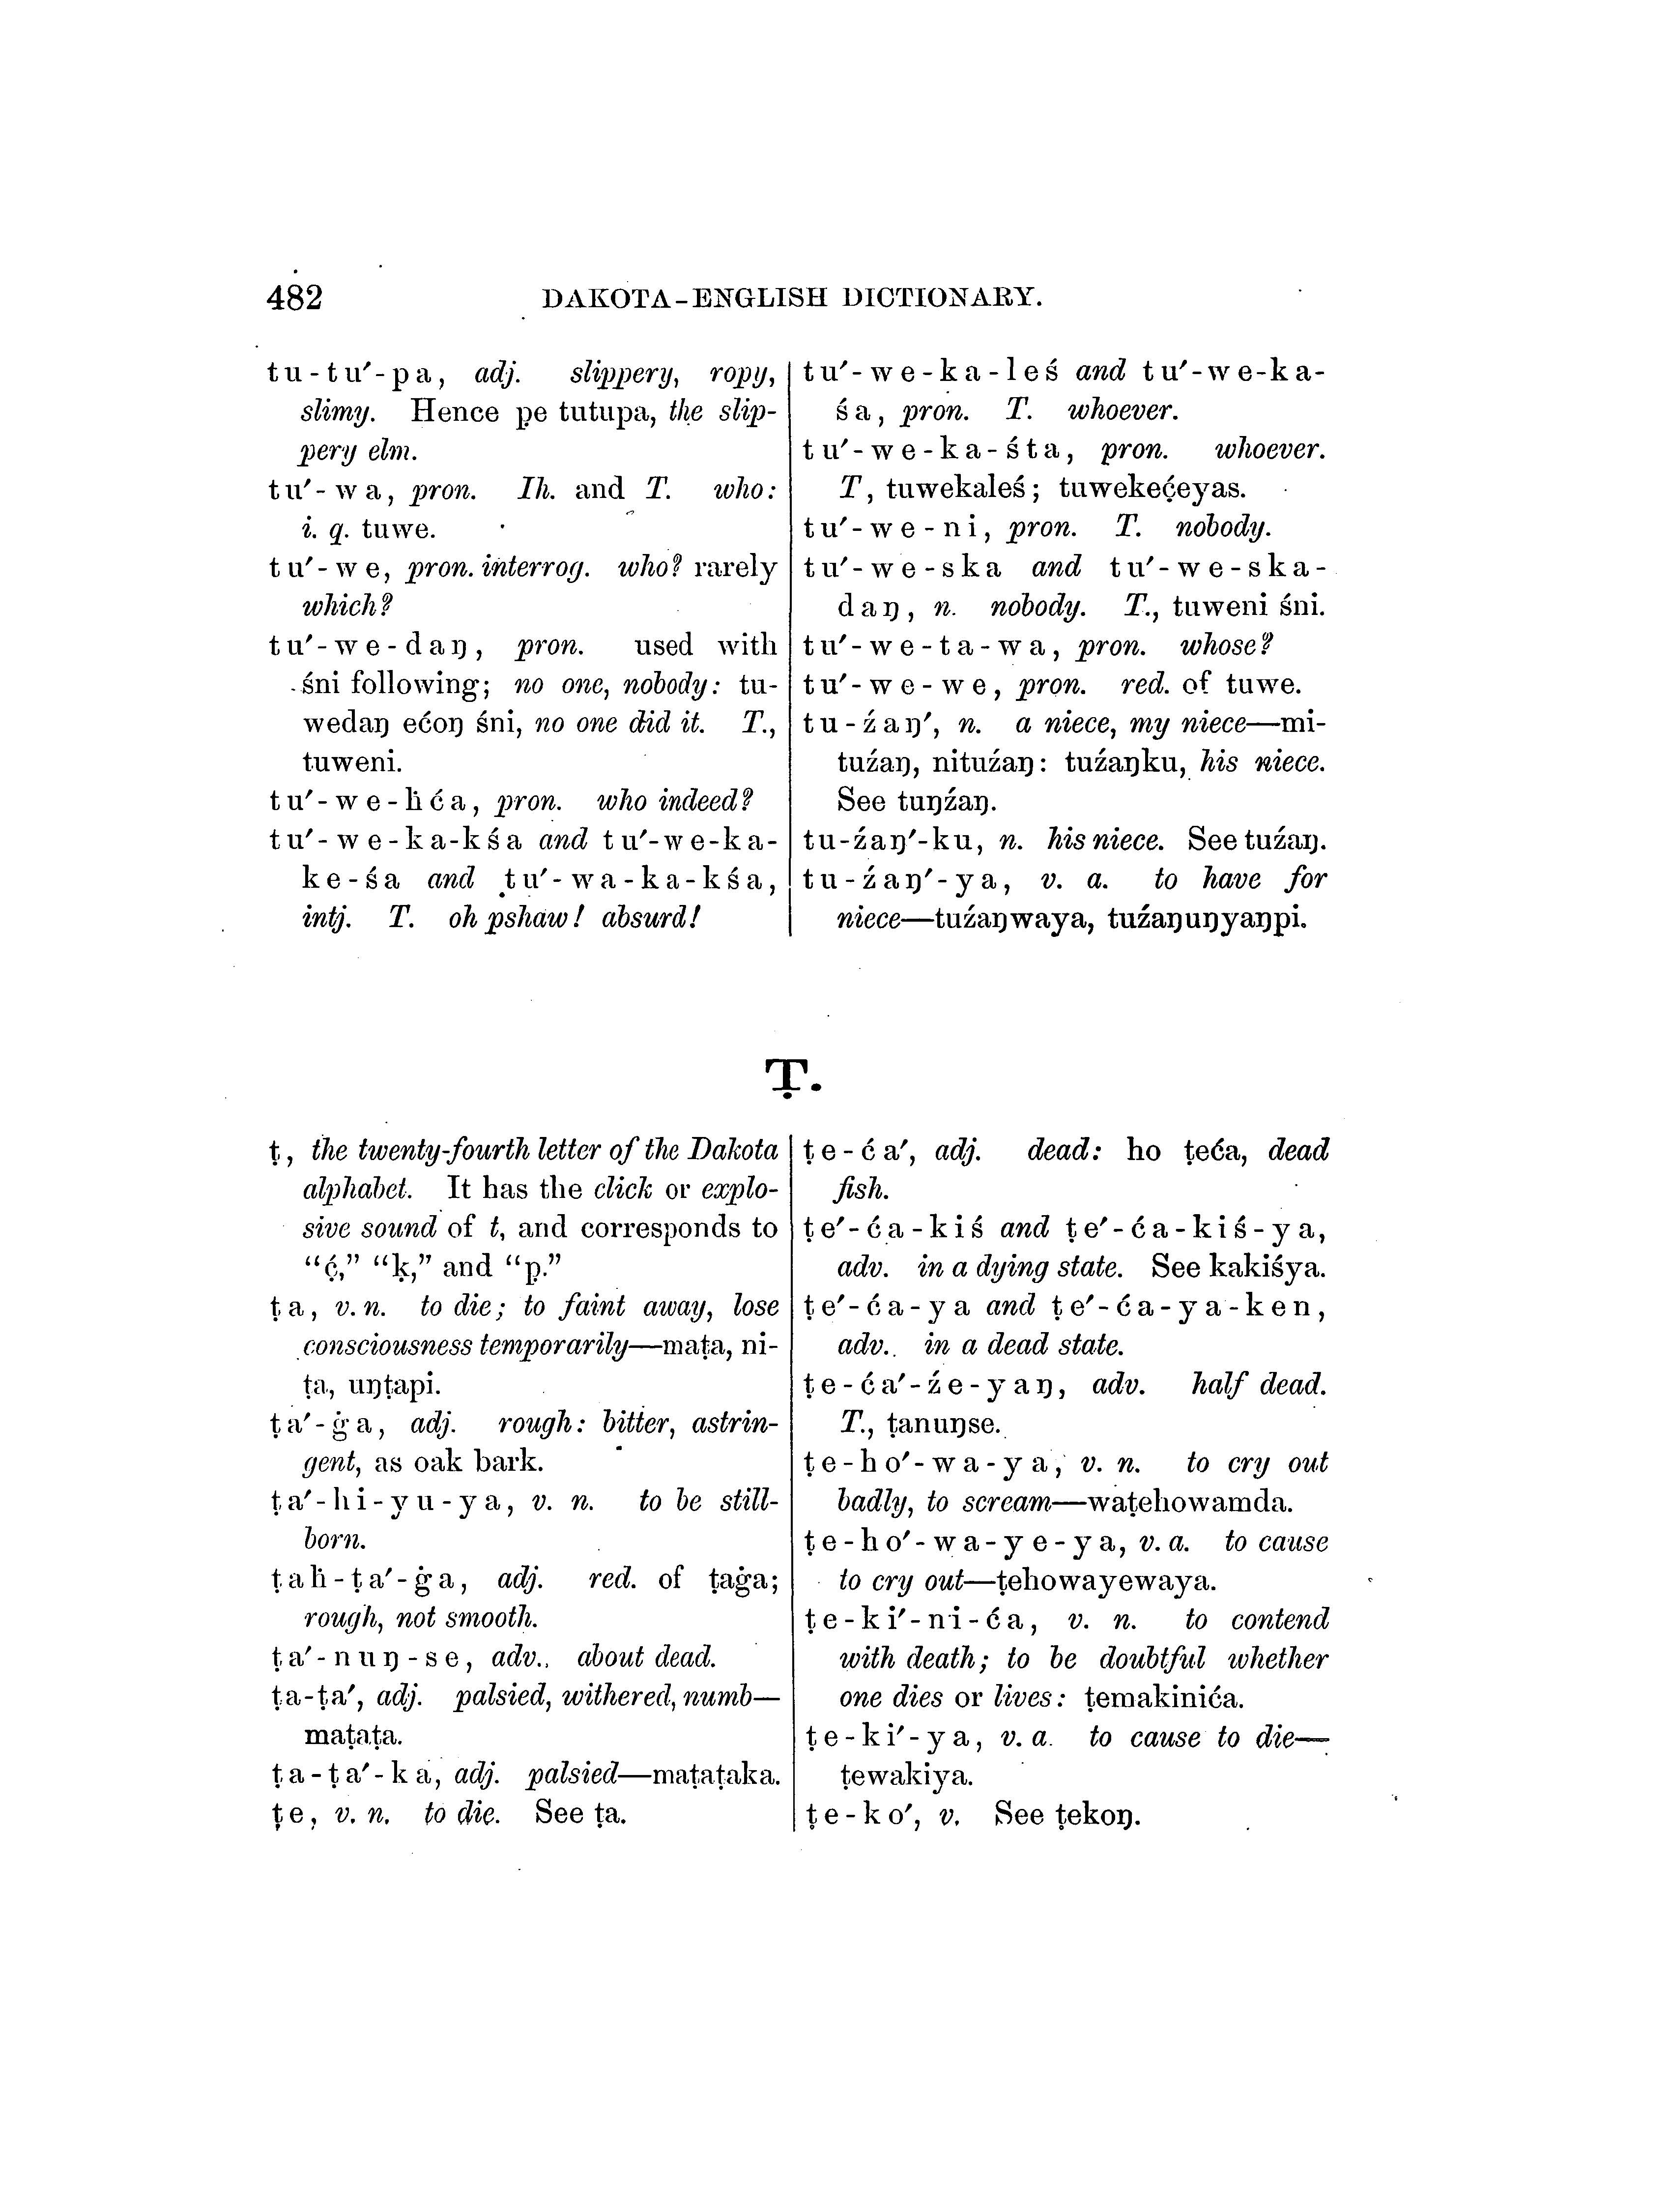 482 DAKOTA-ENGLISH DICTIONARY.
tu-tu′-pa, adj. slippery, ropy,
slimy. Hence p̣e tutupa, the slip-
pery elm.
tu′-wa, pron. Ih. and T. who:
i. q. tuwe.
tu′-we, pron. interrog. who? rarely
which?
tu′-we-daŋ, pron. used with
śni following; no one, nobody: tu-
wedaŋ ećoŋ śni, no one did it. T.,
tuweni.
tu′-we-ḣća, pron. who indeed?
tu′-we-ka-kśa and tu′-we-ka-
ke-śa and tu′-wa-ka-kśa,
intj. T. oh pshaw! absurd!
tu′-we-ka-leś and tu′-we-ka-
śa, pron. T. whoever.
tu′-we-ka-śta, pron. whoever.
T, tuwekaleś; tuwekeć̣eyas.
tu′-we-ni, pron. T. nobody.
tu′-we-ska and tu′-we-ska-
daŋ, n. nobody. T., tuweni śni.
tu′-we-ta-wa, pron. whose?
tu′-we-we, pron. red. of tuwe.
tu-źaŋ′, n. a niece, my niece—mi-
tuźaŋ, nituźaŋ: tuźaŋku, his niece.
See tuŋźaŋ.
tu-źaŋ′-ku, n. his niece. See tuźaŋ.
tu-źaŋ′-ya, v. a. to have for
niece—tuźaŋwaya, tuźaŋuŋyaŋpi.
Ṭ.
ṭ, the twenty-fourth letter of the Dakota
alphabet. It has the click or explo-
sive sound of t, and corresponds to
“ć̣,” “ḳ,” and “p̣.”
ṭa, v. n. to die; to faint away, lose
consciousness temporarily—maṭa, ni-
ṭa, uŋṭapi.
ṭa′-ġa, adj. rough: bitter, astrin-
gent, as oak bark.
ṭa′-hi-yu-ya, v. n. to be still-
born.
ṭaḣ-ṭa′-ġa, adj. red. of ṭaġa;
rough, not smooth.
ṭa′-nuŋ-se, adv., about dead.
ṭa-ṭa′, adj. palsied, withered, numb—
maṭaṭa.
ṭa-ṭa′-ka, adj. palsied—maṭaṭaka.
ṭe, v. n. to die. See ṭa.
ṭe-ća′, adj. dead: ho ṭeća, dead
fish.
ṭe′-ća-kiś and ṭe′-ća-kiś-ya,
adv. in a dying state. See kakiśya.
ṭe′-ća-ya and ṭe′-ća-ya-ken,
adv. in a dead state.
ṭe-ća′-źe-yaŋ, adv. half dead.
T., ṭanuŋse.
ṭe-ho′-wa-ya, v. n. to cry out
badly, to scream—waṭehowamda.
ṭe-ho′-wa-ye-ya, v. a. to cause
to cry out—ṭehowayewaya.
ṭe-ki′-ni-ća, v. n. to contend
with death; to be doubtful whether
one dies or lives: ṭemakinića.
ṭe-ki′-ya, v. a. to cause to die—
ṭewakiya.
ṭe-ko′, v. See ṭekoŋ.